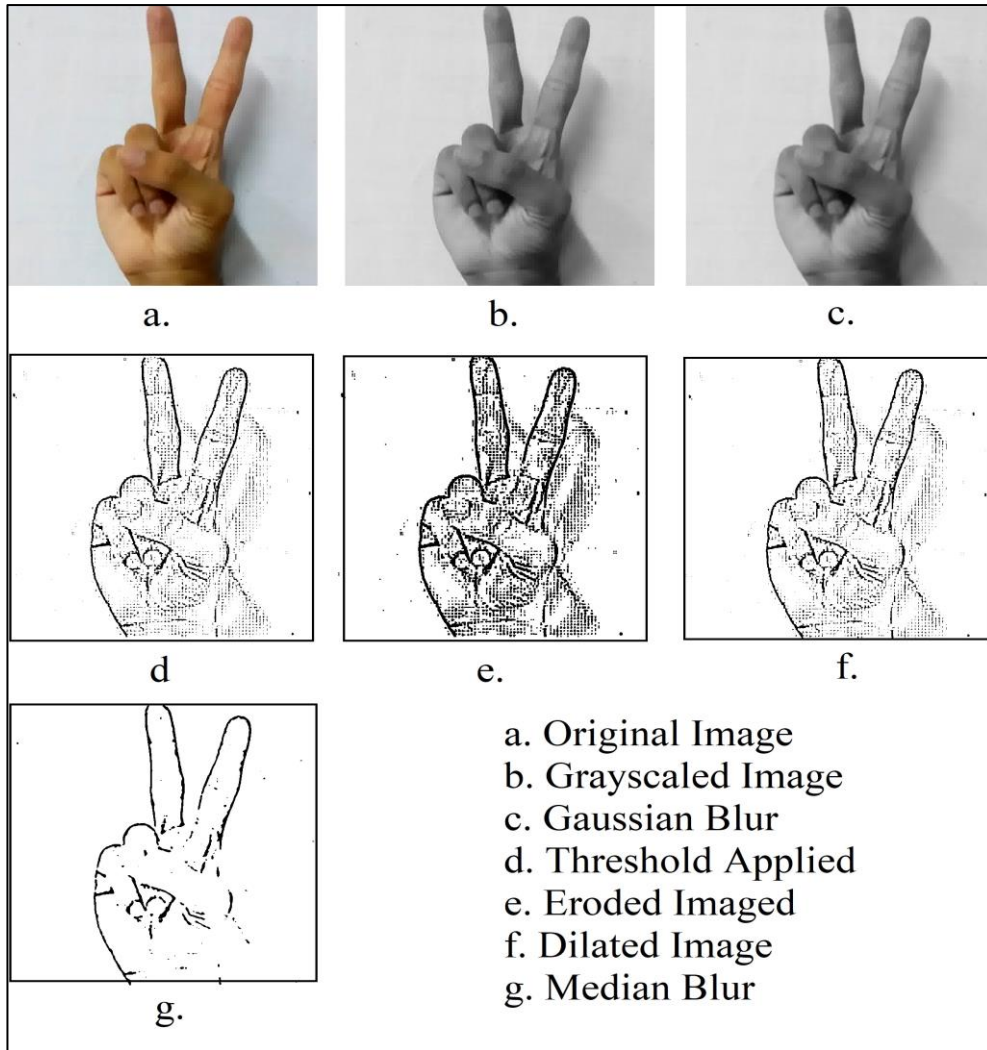 a. b. c.
d e. f.
g.
a. Original Image
b. Grayscaled Image
c. Gaussian Blur
d. Threshold Applied
e. Eroded Imaged
f. Dilated Image
g. Median Blur